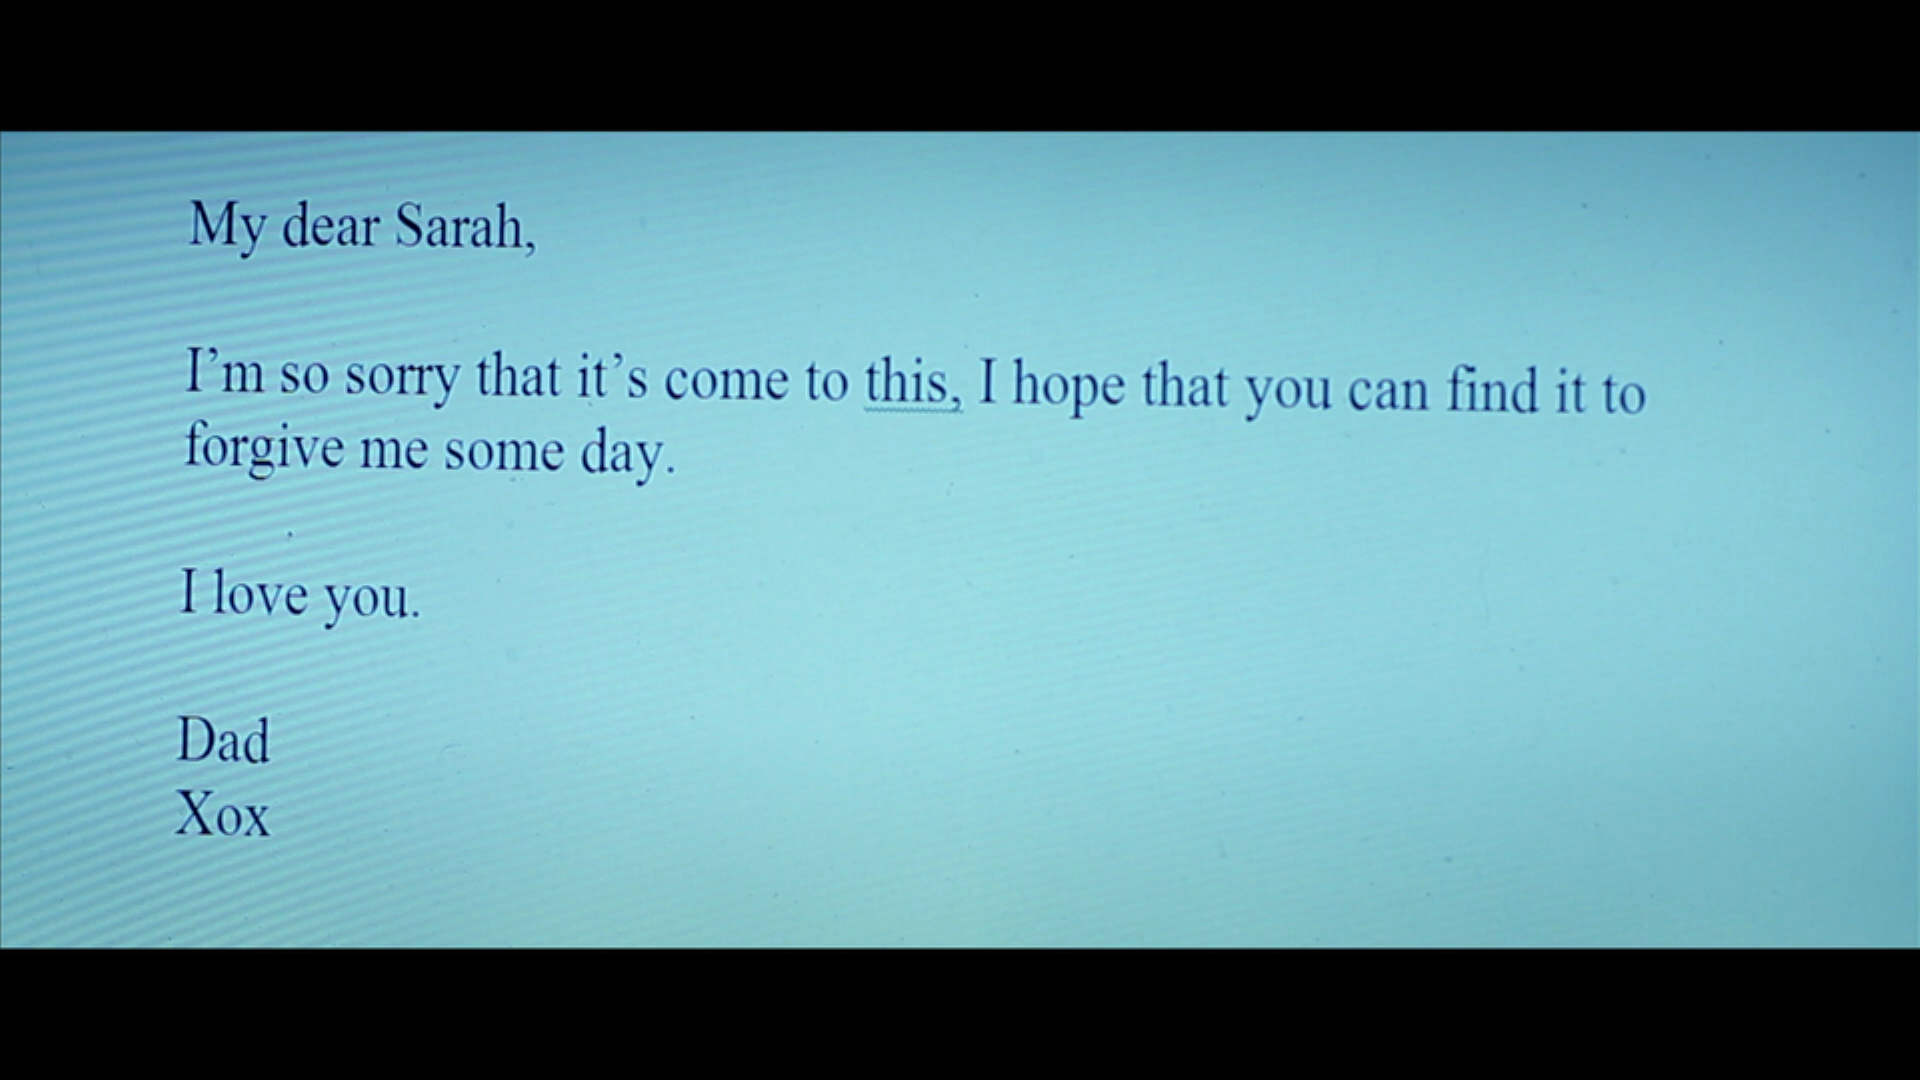 My dear Sarah,
I’m so sorry that it’s come to this, I hope that you can find it to
forgive me some day.
I love you.
Dad
Xox